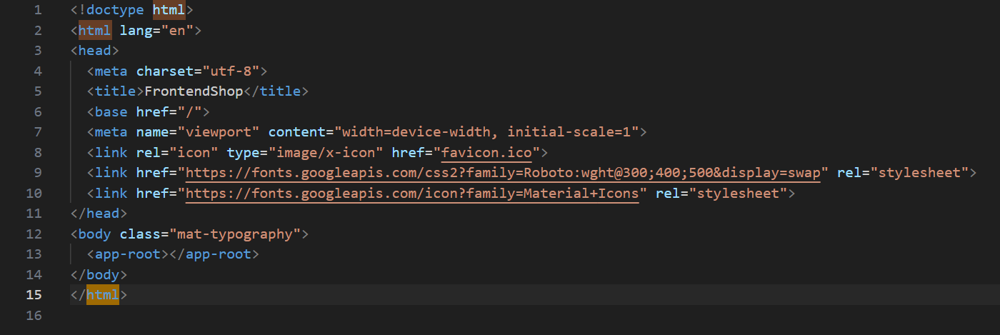 1 <!doctype html>
2 <html lang="en">
3 <head>
4   <meta charset="utf-8">
5   <title>FrontendShop</title>
6   <base href="/">
7   <meta name="viewport" content="width=device-width, initial-scale=1">
8   <link rel="icon" type="image/x-icon" href="favicon.ico">
9   <link href="https://fonts.googleapis.com/css2?family=Roboto:wght@300;400;500&display=swap" rel="stylesheet">
10   <link href="https://fonts.googleapis.com/icon?family=Material+Icons" rel="stylesheet">
11 </head>
12 <body class="mat-typography">
13   <app-root></app-root>
14 </body>
15 </html>
16